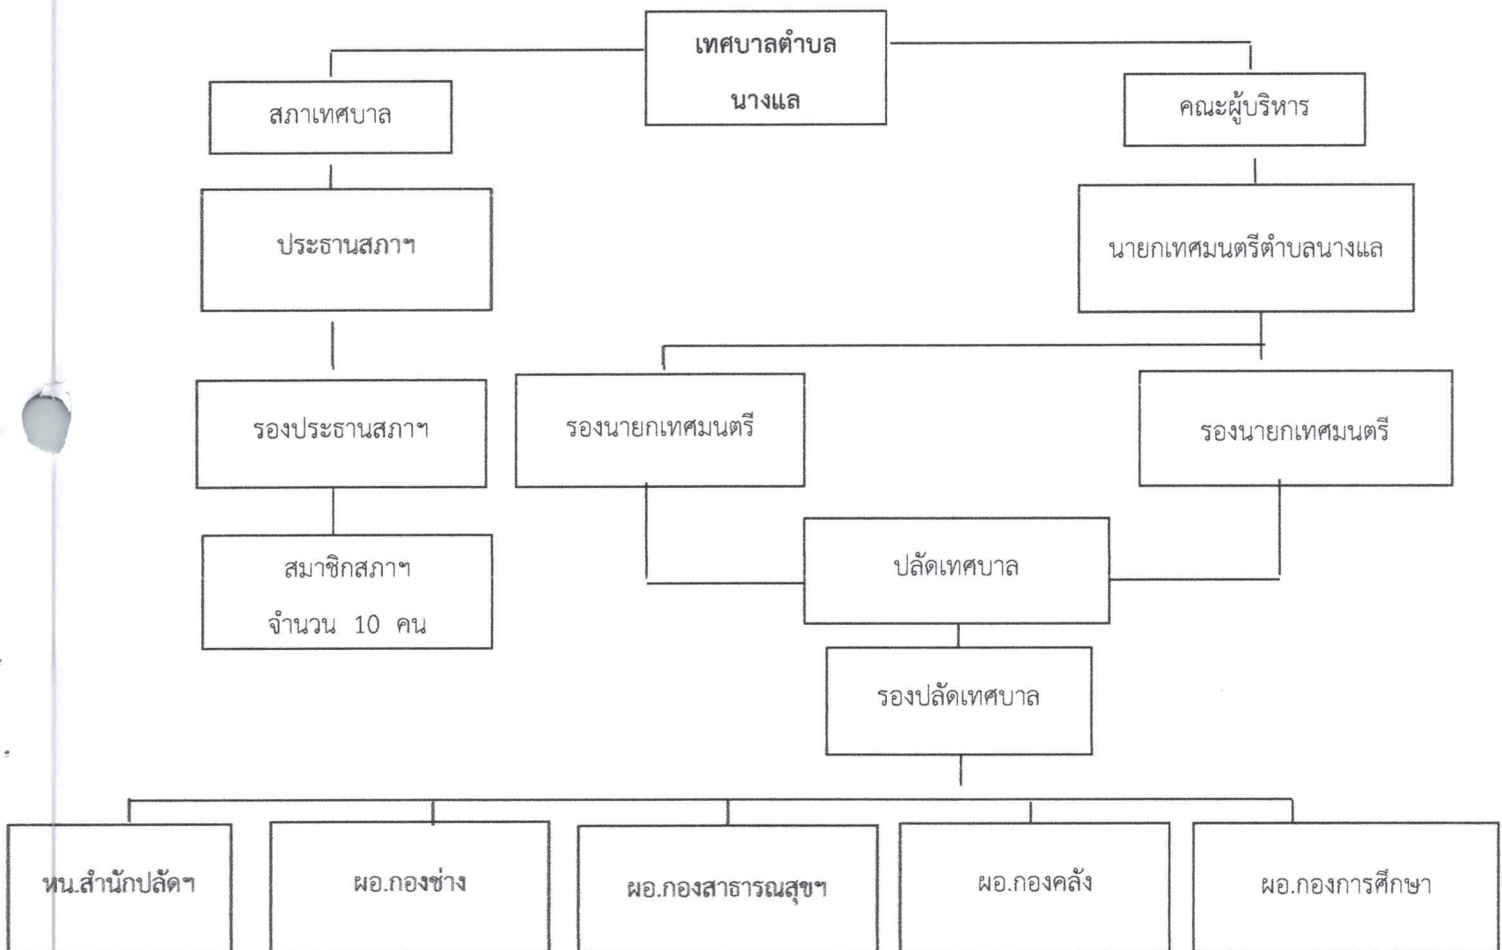 เทศบาลตำบล
นางแล
สภาเทศบาล
คณะผู้บริหาร
ประธานสภาฯ
นายกเทศมนตรีตำบลนางแล
รองประธานสภาฯ
รองนายกเทศมนตรี
รองนายกเทศมนตรี
สมาชิกสภาฯ
จำนวน 10 คน
ปลัดเทศบาล
รองปลัดเทศบาล
หน.สำนักปลัดฯ
ผอ.กองช่าง
ผอ.กองสาธารณสุขฯ
ผอ.กองคลัง
ผอ.กองการศึกษา